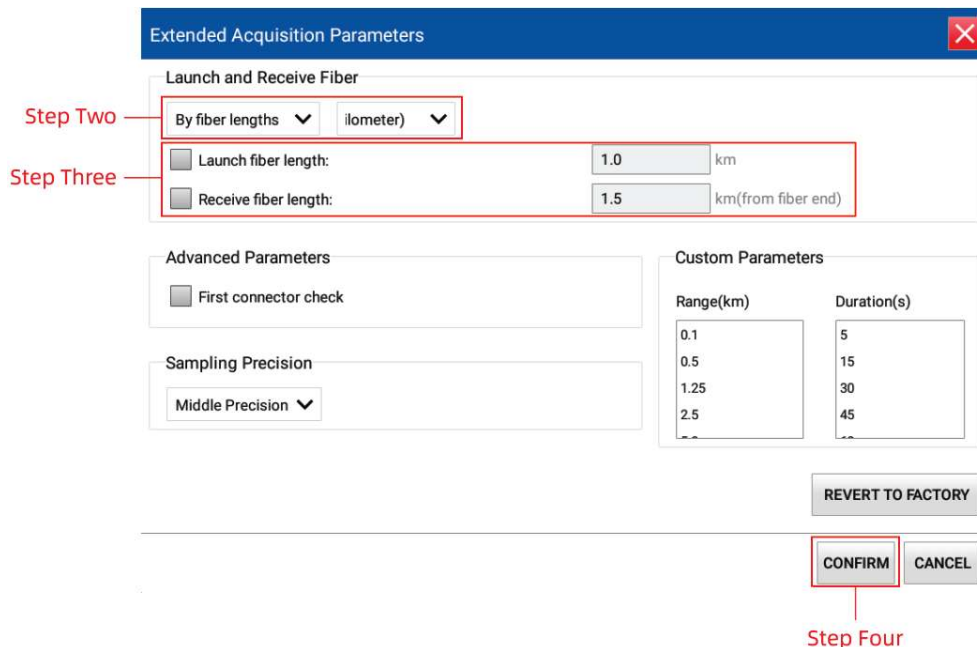 Extended Acquisition Parameters
Launch and Receive Fiber
Step Two
By fiber lengths
ilometer)
Step Three
Launch fiber length:
1.0
km
Receive fiber length:
1.5
km(from fiber end)
Advanced Parameters
First connector check
Custom Parameters
Range(km)
Duration(s)
0.1
5
0.5
15
1.25
30
2.5
45
Sampling Precision
Middle Precision
REVERT TO FACTORY
CONFIRM
CANCEL
Step Four